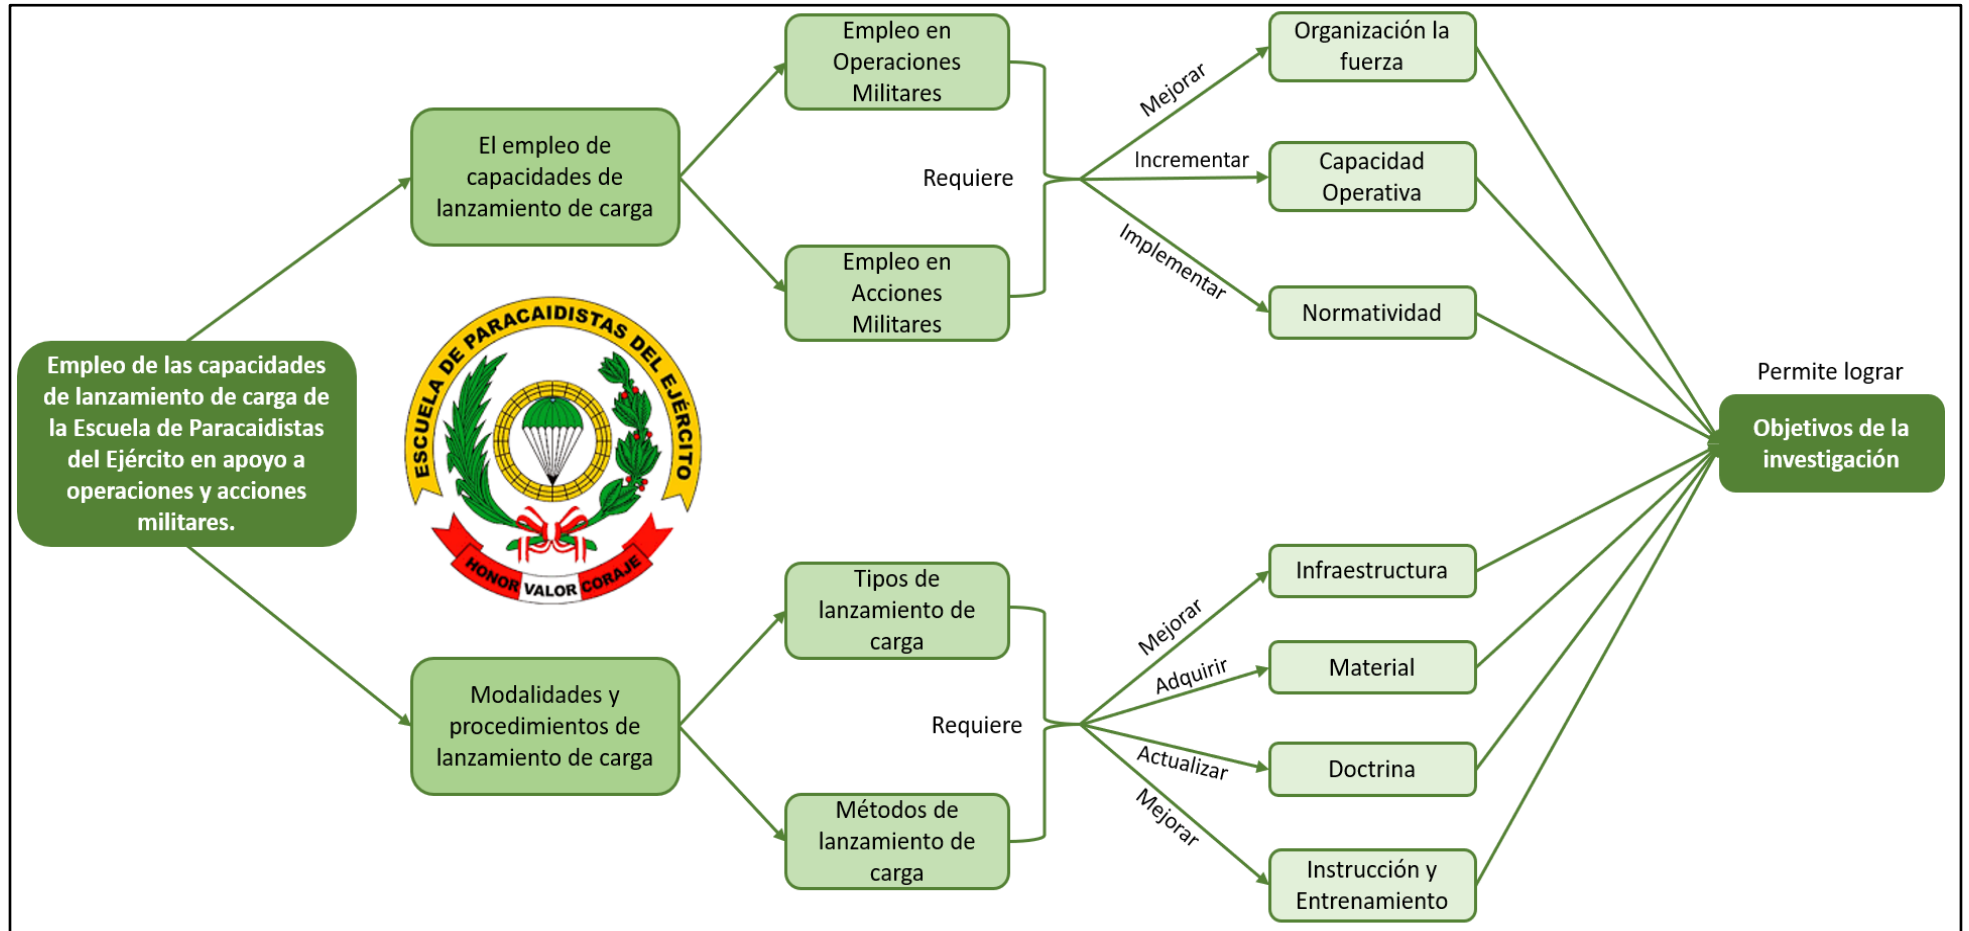 Empleo de las capacidades
de lanzamiento de carga de
la Escuela de Paracaidistas
del Ejército en apoyo a
operaciones y acciones
militares.
El empleo de
capacidades de
lanzamiento de carga
Empleo en
Operaciones
Militares
Empleo en
Acciones
Militares
Requiere
Mejorar
Incrementar
Implementar
Organización la
fuerza
Capacidad
Operativa
Normatividad
ESCUELA DE PARACAIDISTAS DEL EJÉRCITO
HONOR VALOR CORAJE
Modalidades y
procedimientos de
lanzamiento de carga
Tipos de
lanzamiento de
carga
Métodos de
lanzamiento de
carga
Requiere
Mejorar
Adquirir
Actualizar
Mejorar
Infraestructura
Material
Doctrina
Instrucción y
Entrenamiento
Permite lograr
Objetivos de la
investigación